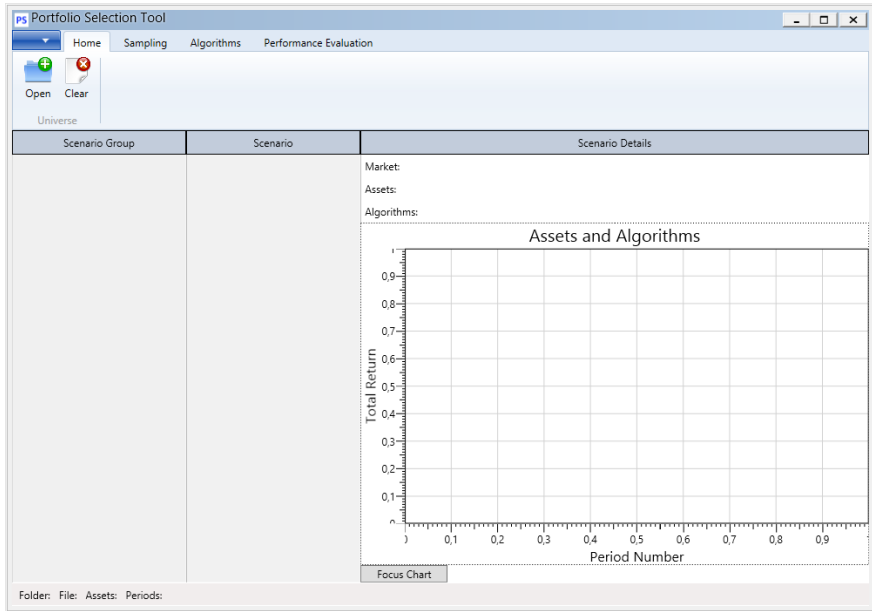 PS Portfolio Selection Tool
Home Sampling Algorithms Performance Evaluation
Open Clear
Universe
Scenario Group Scenario Scenario Details
Market:
Assets:
Algorithms:
Assets and Algorithms
0,9
0,8
0,7
0,6
0,5
0,4
0,3
0,2
0,1
Total Return
0,1 0,2 0,3 0,4 0,5 0,6 0,7 0,8 0,9
Period Number
Focus Chart
Folder: File: Assets: Periods: